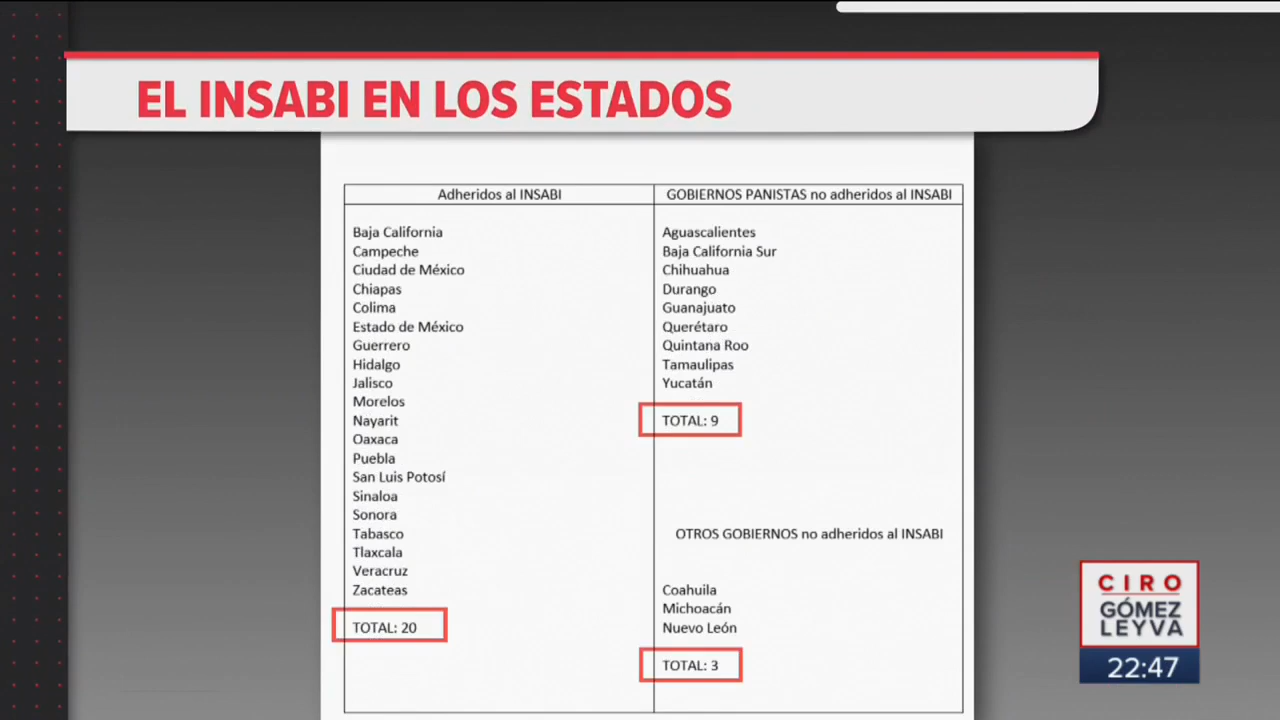 EL INSABI EN LOS ESTADOS
Adheridos al INSABI
Baja California
Campeche
Ciudad de México
Chiapas
Colima
Estado de México
Guerrero
Hidalgo
Jalisco
Morelos
Nayarit
Oaxaca
Puebla
San Luis Potosí
Sinaloa
Sonora
Tabasco
Tlaxcala
Veracruz
Zacateas
TOTAL: 20
GOBIERNOS PANISTAS no adheridos al INSABI
Aguascalientes
Baja California Sur
Chihuahua
Durango
Guanajuato
Querétaro
Quintana Roo
Tamaulipas
Yucatán
TOTAL: 9
OTROS GOBIERNOS no adheridos al INSABI
Coahuila
Michoacán
Nuevo León
TOTAL: 3
CIRO
GÓMEZ
LEYVA
22:47